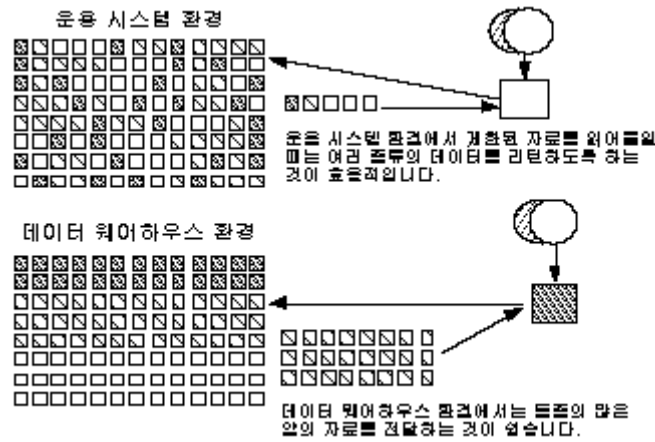 운용 시스템 환경
운용 시스템 환경에서 제한된 자료를 읽어들일
때는 여러 종류의 데이터를 리턴하도록 하는
것이 효율적입니다.
데이터 웨어하우스 환경
데이터 웨어하우스 환경에서는 동종의 많은
양의 자료를 전달하는 것이 쉽습니다.